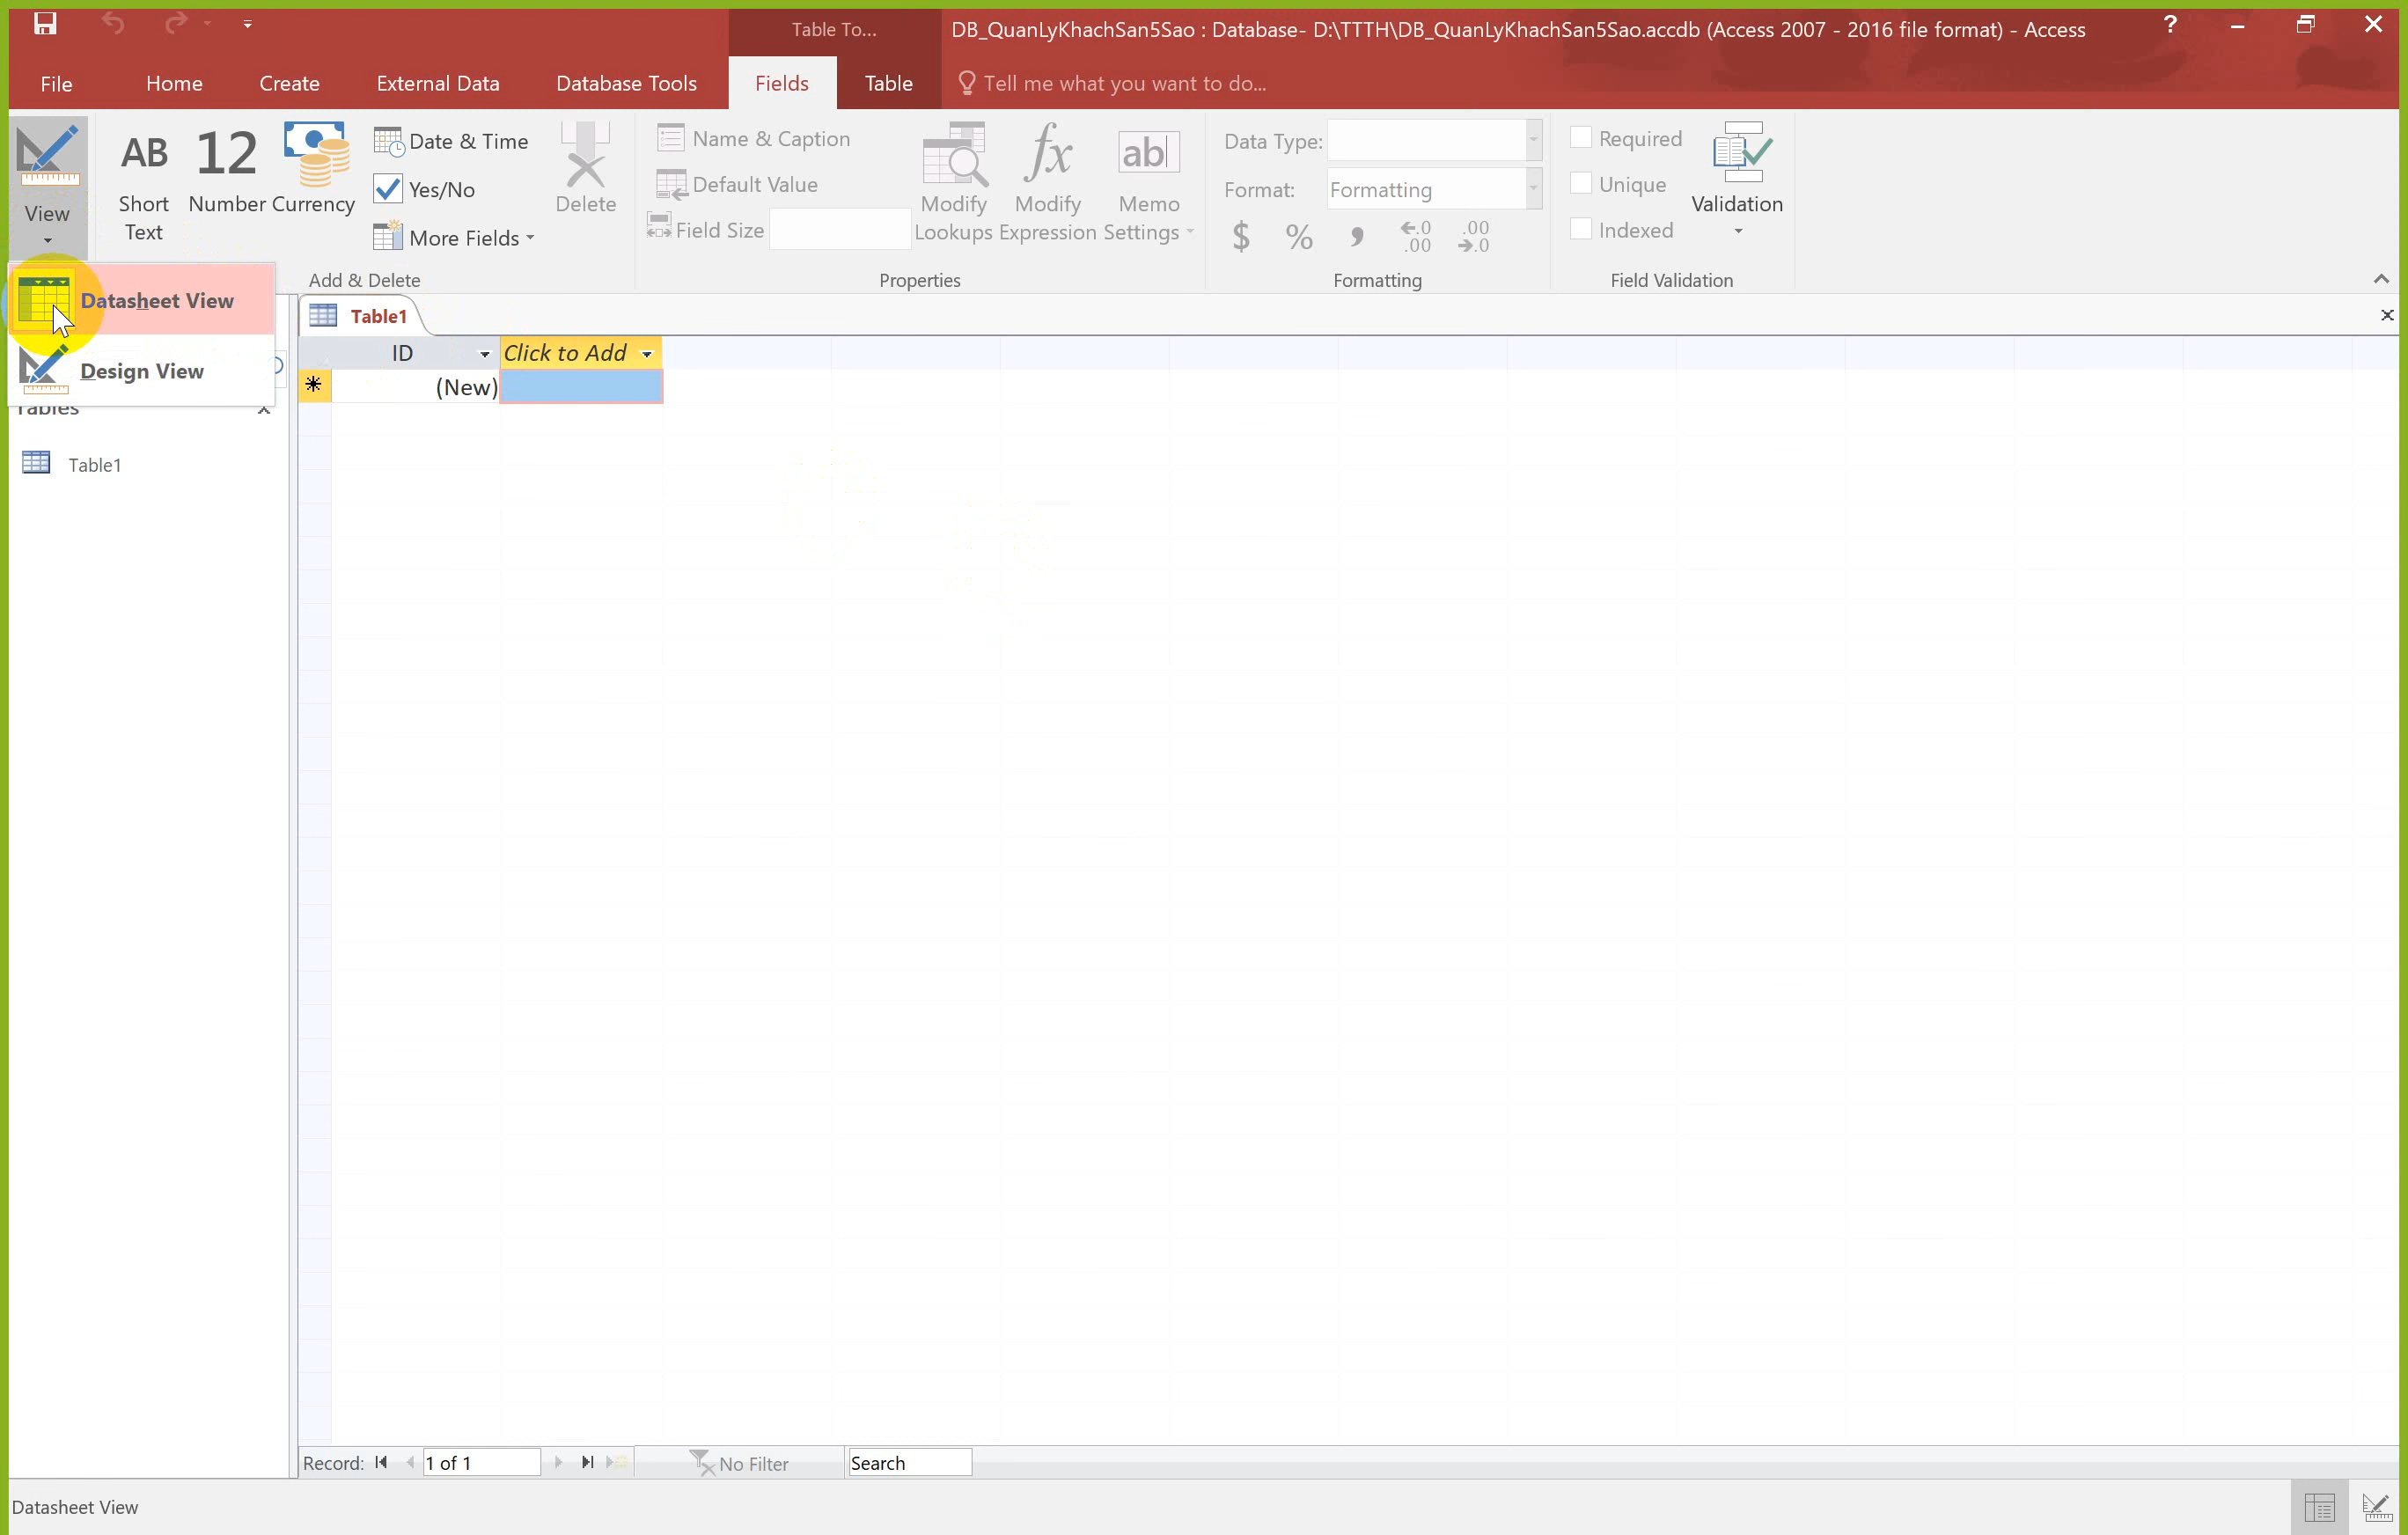 Table To...
DB_QuanLyKhachSan5Sao : Database- D:\TTTH\DB_QuanLyKhachSan5Sao.accdb (Access 2007 - 2016 file format) - Access
File
Home
Create
External Data
Database Tools
Fields
Table
Tell me what you want to do...
View
AB
Short
Text
12
Number
Currency
Date & Time
Yes/No
More Fields
Delete
Add & Delete
Name & Caption
Default Value
Field Size
Modify
Lookups
fx
Modify
Expression
ab
Memo
Settings
Properties
Data Type:
Format:
Formatting
$ % , ←.0 .00 .00 →.0
Formatting
Required
Unique
Indexed
Validation
Field Validation
Datasheet View
Design View
Tables
Table1
Table1
ID
Click to Add
(New)
Record:
1 of 1
No Filter
Search
Datasheet View